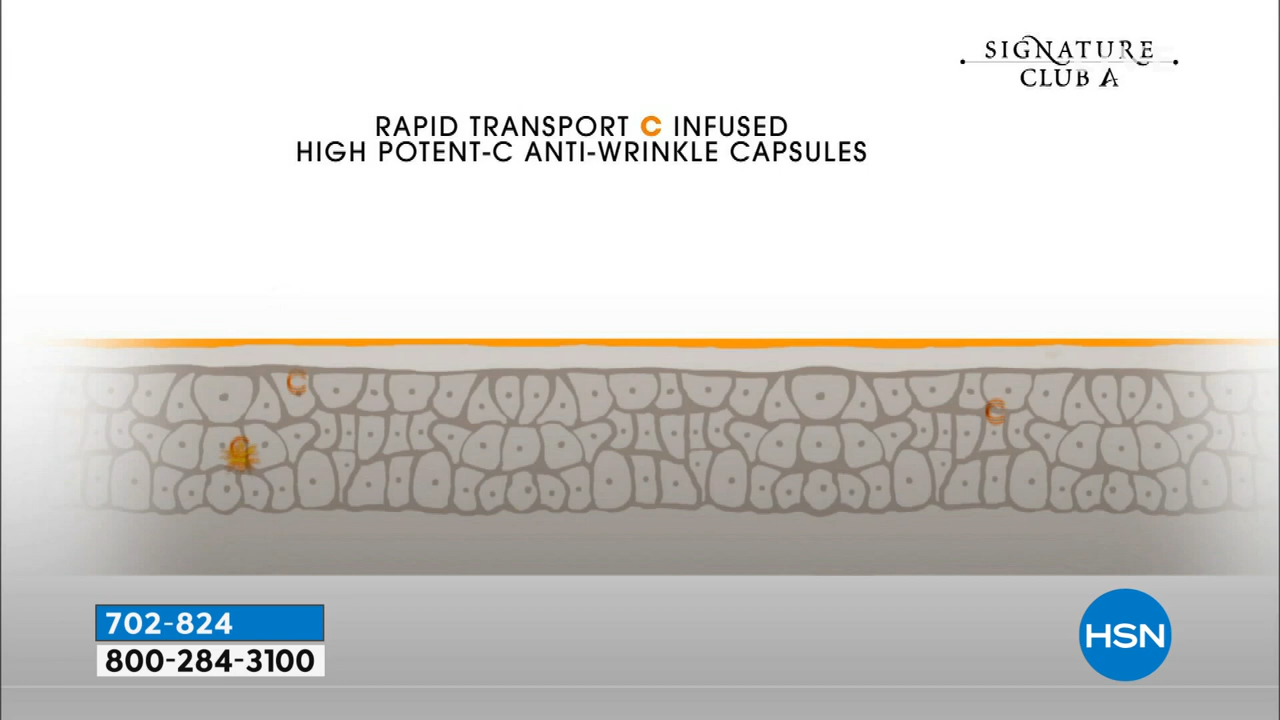 SIGNATURE
CLUB A
RAPID TRANSPORT C INFUSED
HIGH POTENT-C ANTI-WRINKLE CAPSULES
C
C
C
702-824
800-284-3100
HSN